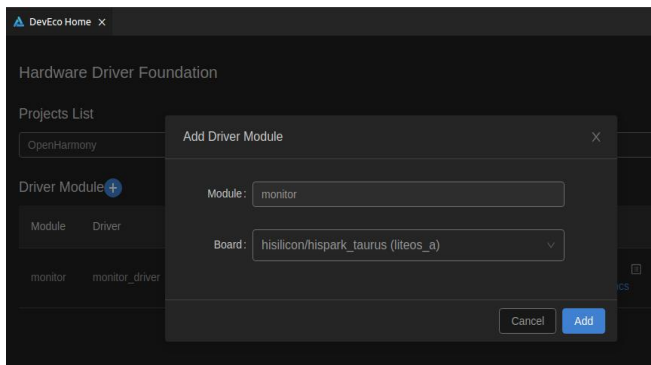 DevEco Home ×
Hardware Driver Foundation
Projects List
OpenHarmony
Driver Module +
Module Driver
monitor monitor_driver
Add Driver Module X
Module: monitor
Board: hisilicon/hispark_taurus (liteos_a)
Cancel Add